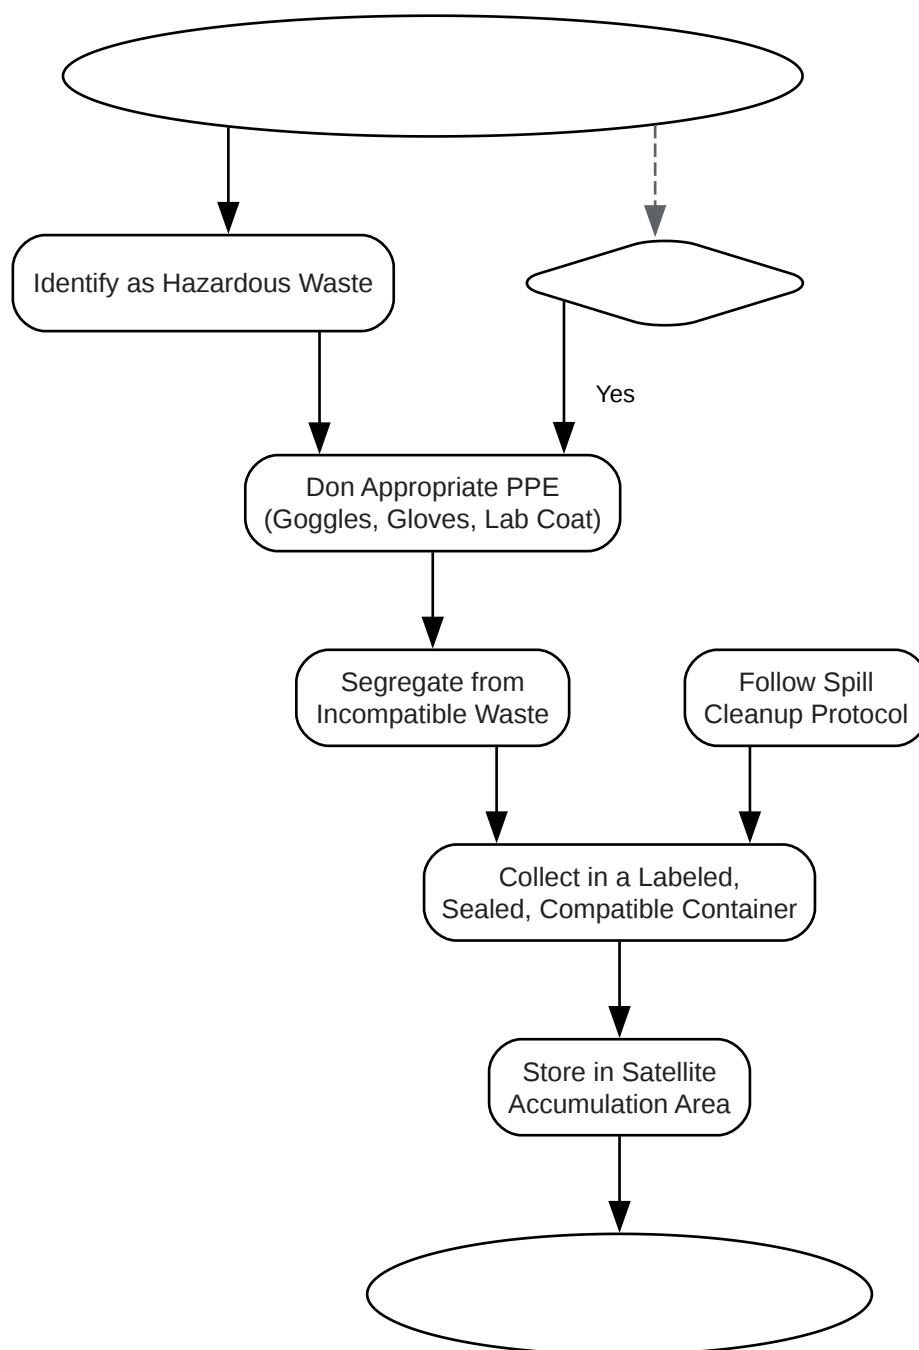 Identify as Hazardous Waste
Yes
Don Appropriate PPE
(Goggles, Gloves, Lab Coat)
Segregate from
Incompatible Waste
Follow Spill
Cleanup Protocol
Collect in a Labeled,
Sealed, Compatible Container
Store in Satellite
Accumulation Area